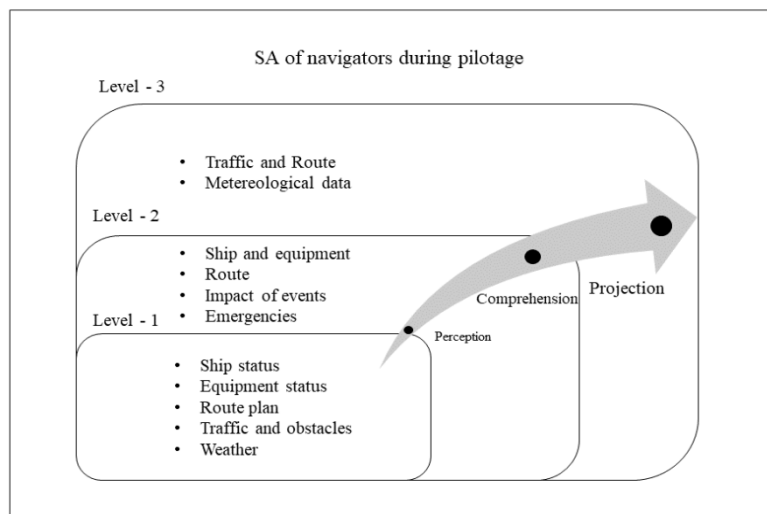 SA of navigators during pilotage
Level - 3
• Traffic and Route
• Metereological data
Level - 2
• Ship and equipment
• Route
• Impact of events
• Emergencies
Level - 1
• Ship status
• Equipment status
• Route plan
• Traffic and obstacles
• Weather
Perception
Comprehension
Projection